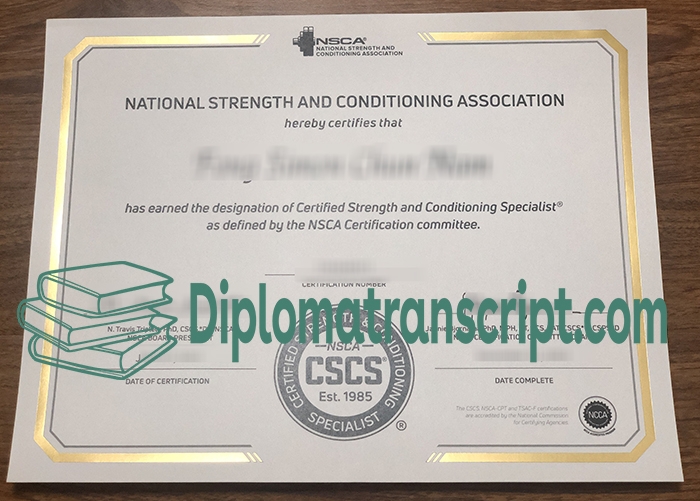 NSCA®
NATIONAL STRENGTH AND
CONDITIONING ASSOCIATION
NATIONAL STRENGTH AND CONDITIONING ASSOCIATION
hereby certifies that
has earned the designation of Certified Strength and Conditioning Specialist®
as defined by the NSCA Certification committee.
CERTIFICATION NUMBER
Diplomatranscript.com
N. Travis
DATE OF CERTIFICATION
CERTIFIED STRENGTH & CONDITIONING SPECIALIST
NSCA
CSCS®
Est. 1985
®
DATE COMPLETE
The CSCS, NSCA-CPT and TSAC-F certifications
are accredited by the National Commission
for Certifying Agencies
NCCA